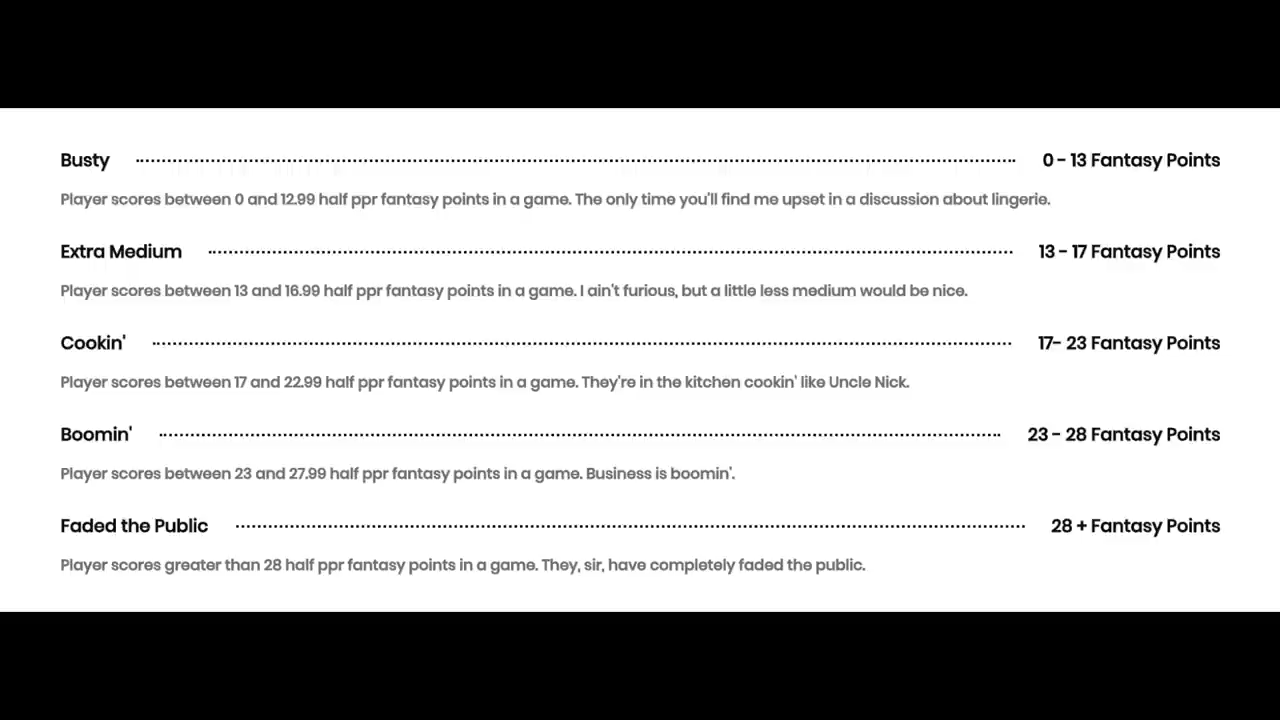 Busty 0 - 13 Fantasy Points
Player scores between 0 and 12.99 half ppr fantasy points in a game. The only time you'll find me upset in a discussion about lingerie.
Extra Medium 13 - 17 Fantasy Points
Player scores between 13 and 16.99 half ppr fantasy points in a game. I ain't furious, but a little less medium would be nice.
Cookin' 17- 23 Fantasy Points
Player scores between 17 and 22.99 half ppr fantasy points in a game. They're in the kitchen cookin' like Uncle Nick.
Boomin' 23 - 28 Fantasy Points
Player scores between 23 and 27.99 half ppr fantasy points in a game. Business is boomin'.
Faded the Public 28 + Fantasy Points
Player scores greater than 28 half ppr fantasy points in a game. They, sir, have completely faded the public.